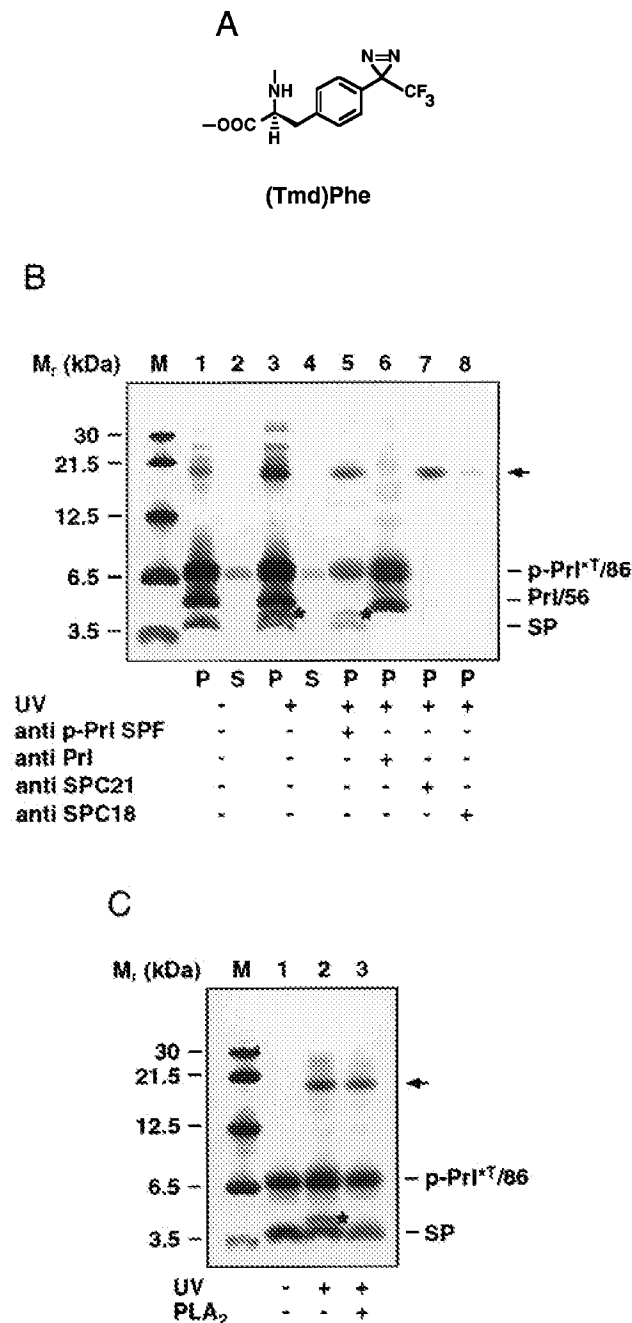 A
N=N
NH
CF3
–OOC
H
(Tmd)Phe
B
Mr (kDa) M 1 2 3 4 5 6 7 8
30 –
21.5 –
12.5 –
6.5 –
3.5 –
– p-Prl*T/86
– Prl/56
– SP
* *
P S P S P P P P
UV - + + + + +
anti p-Prl SPF - - + - - -
anti Prl - - - + - -
anti SPC21 - - - - + -
anti SPC18 - - - - - +
C
Mr (kDa) M 1 2 3
30 –
21.5 –
12.5 –
6.5 –
3.5 –
– p-Prl*T/86
*
– SP
UV - + +
PLA2 - - +